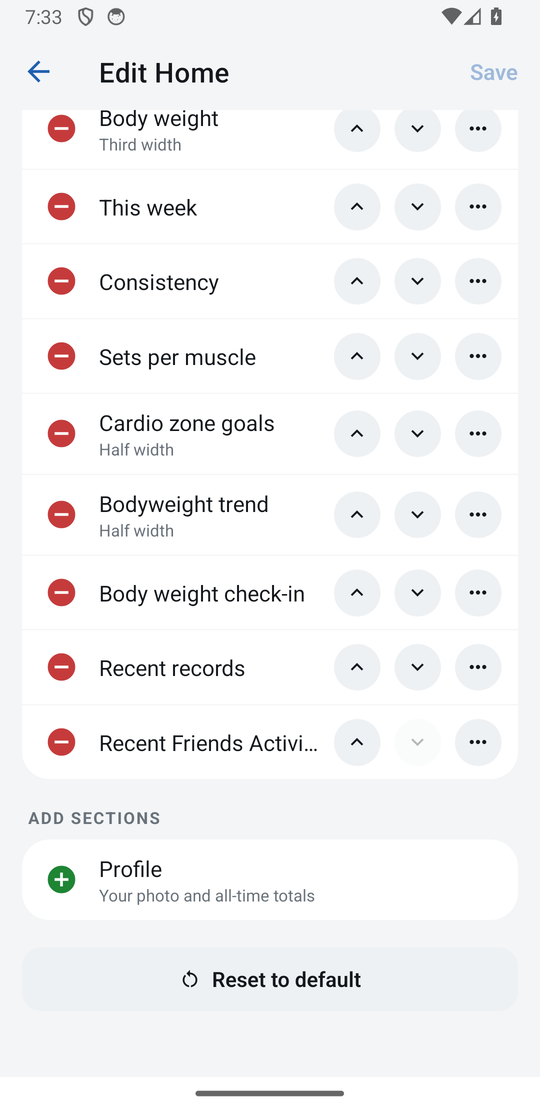 7:33
Edit Home
Save
Body weight
Third width
This week
Consistency
Sets per muscle
Cardio zone goals
Half width
Bodyweight trend
Half width
Body weight check-in
Recent records
Recent Friends Activi...
ADD SECTIONS
Profile
Your photo and all-time totals
Reset to default